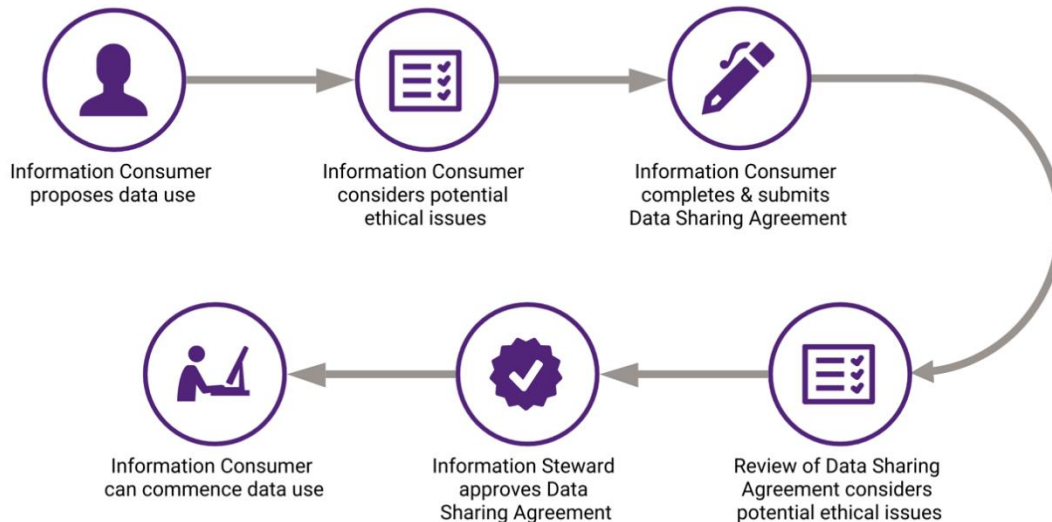 Information Consumer
proposes data use
Information Consumer
considers potential
ethical issues
Information Consumer
completes & submits
Data Sharing Agreement
Review of Data Sharing
Agreement considers
potential ethical issues
Information Steward
approves Data
Sharing Agreement
Information Consumer
can commence data use